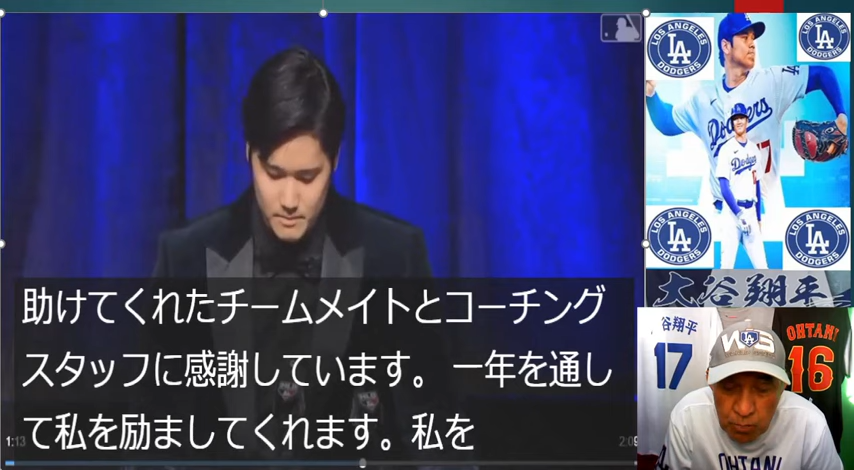 助けてくれたチームメイトとコーチング
スタッフに感謝しています。 一年を通し
て私を励ましてくれます。私を
1:13
LOS ANGELES
LA
DODGERS
LOS ANGELES
LA
DODGERS
Dodgers
Dodgers
17
LOS ANGELES
LA
DODGERS
LOS ANGELES
LA
DODGERS
大谷翔平
谷翔平
17
OHTANI
16
WS
OHTANI